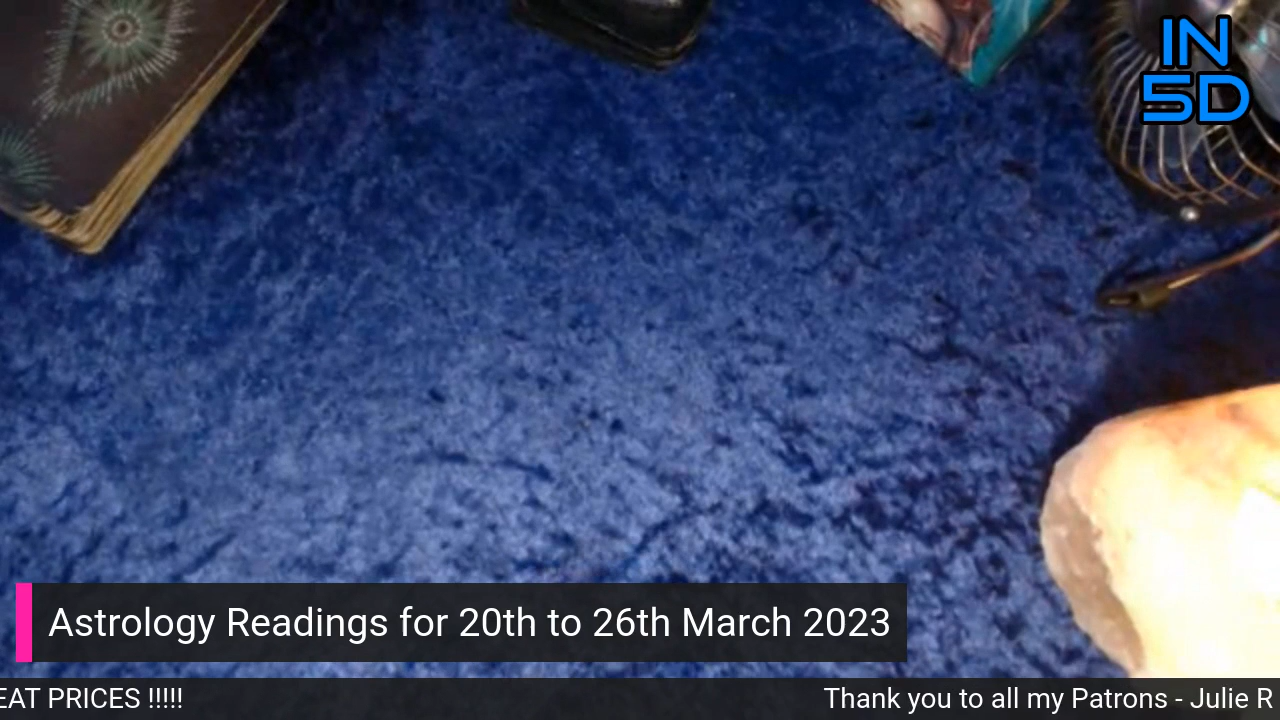 IN
5D
Astrology Readings for 20th to 26th March 2023
EAT PRICES !!!!!
Thank you to all my Patrons - Julie R